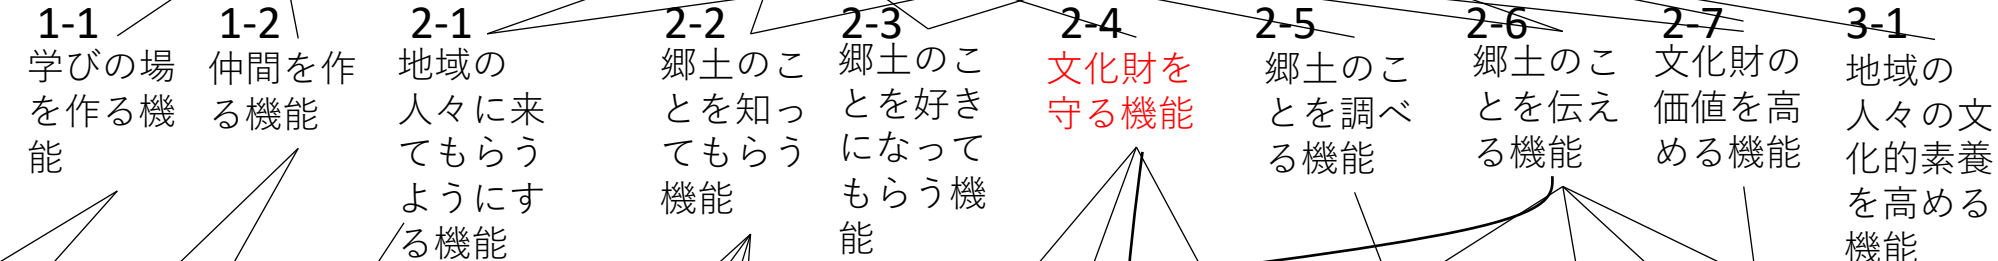 1-1
学びの場
を作る機
能
1-2
仲間を作
る機能
2-1
地域の
人々に来
てもらう
ようにす
る機能
2-2
郷土のこ
とを知っ
てもらう
機能
2-3
郷土のこ
とを好き
になって
もらう機
能
2-4
文化財を
守る機能
2-5
郷土のこ
とを調べ
る機能
2-6
郷土のこ
とを伝え
る機能
2-7
文化財の
価値を高
める機能
3-1
地域の
人々の文
化的素養
を高める
機能